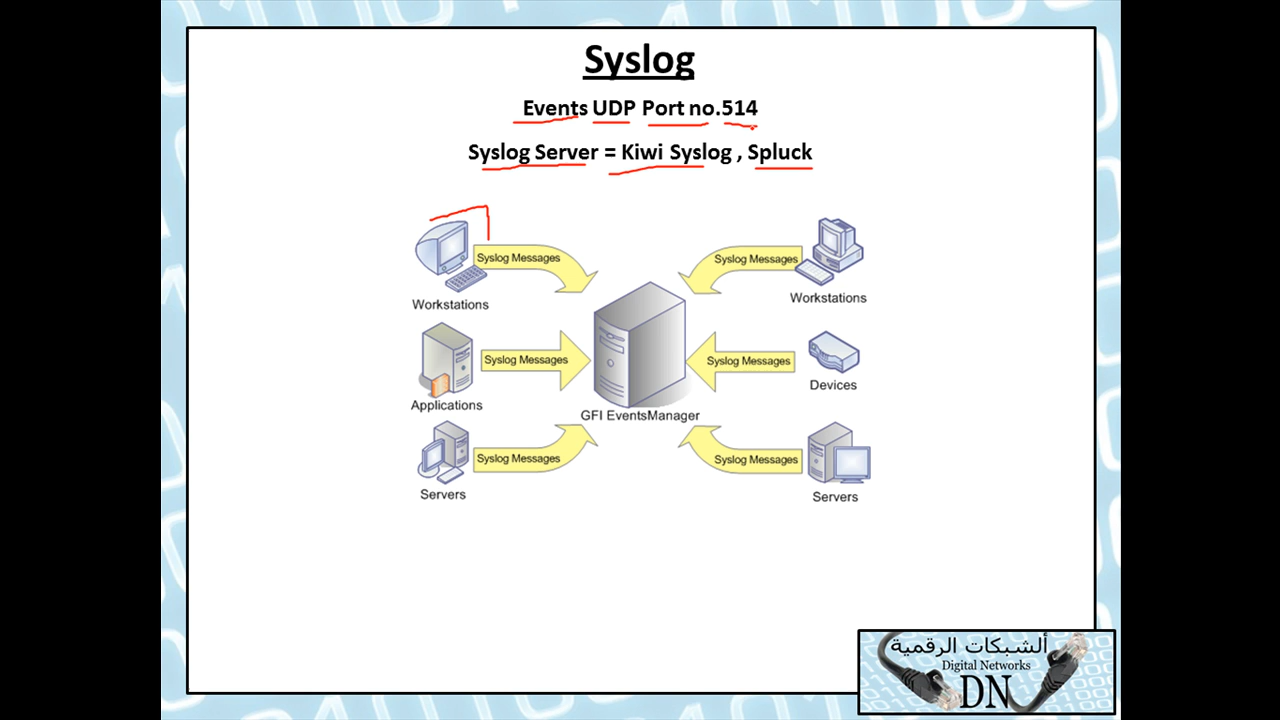 Syslog
Events UDP Port no.514
Syslog Server = Kiwi Syslog , Spluck
Syslog Messages
Syslog Messages
Workstations
Workstations
Syslog Messages
Syslog Messages
Applications
Devices
GFI EventsManager
Syslog Messages
Syslog Messages
Servers
Servers
ألشبكات الرقمية
Digital Networks
DN